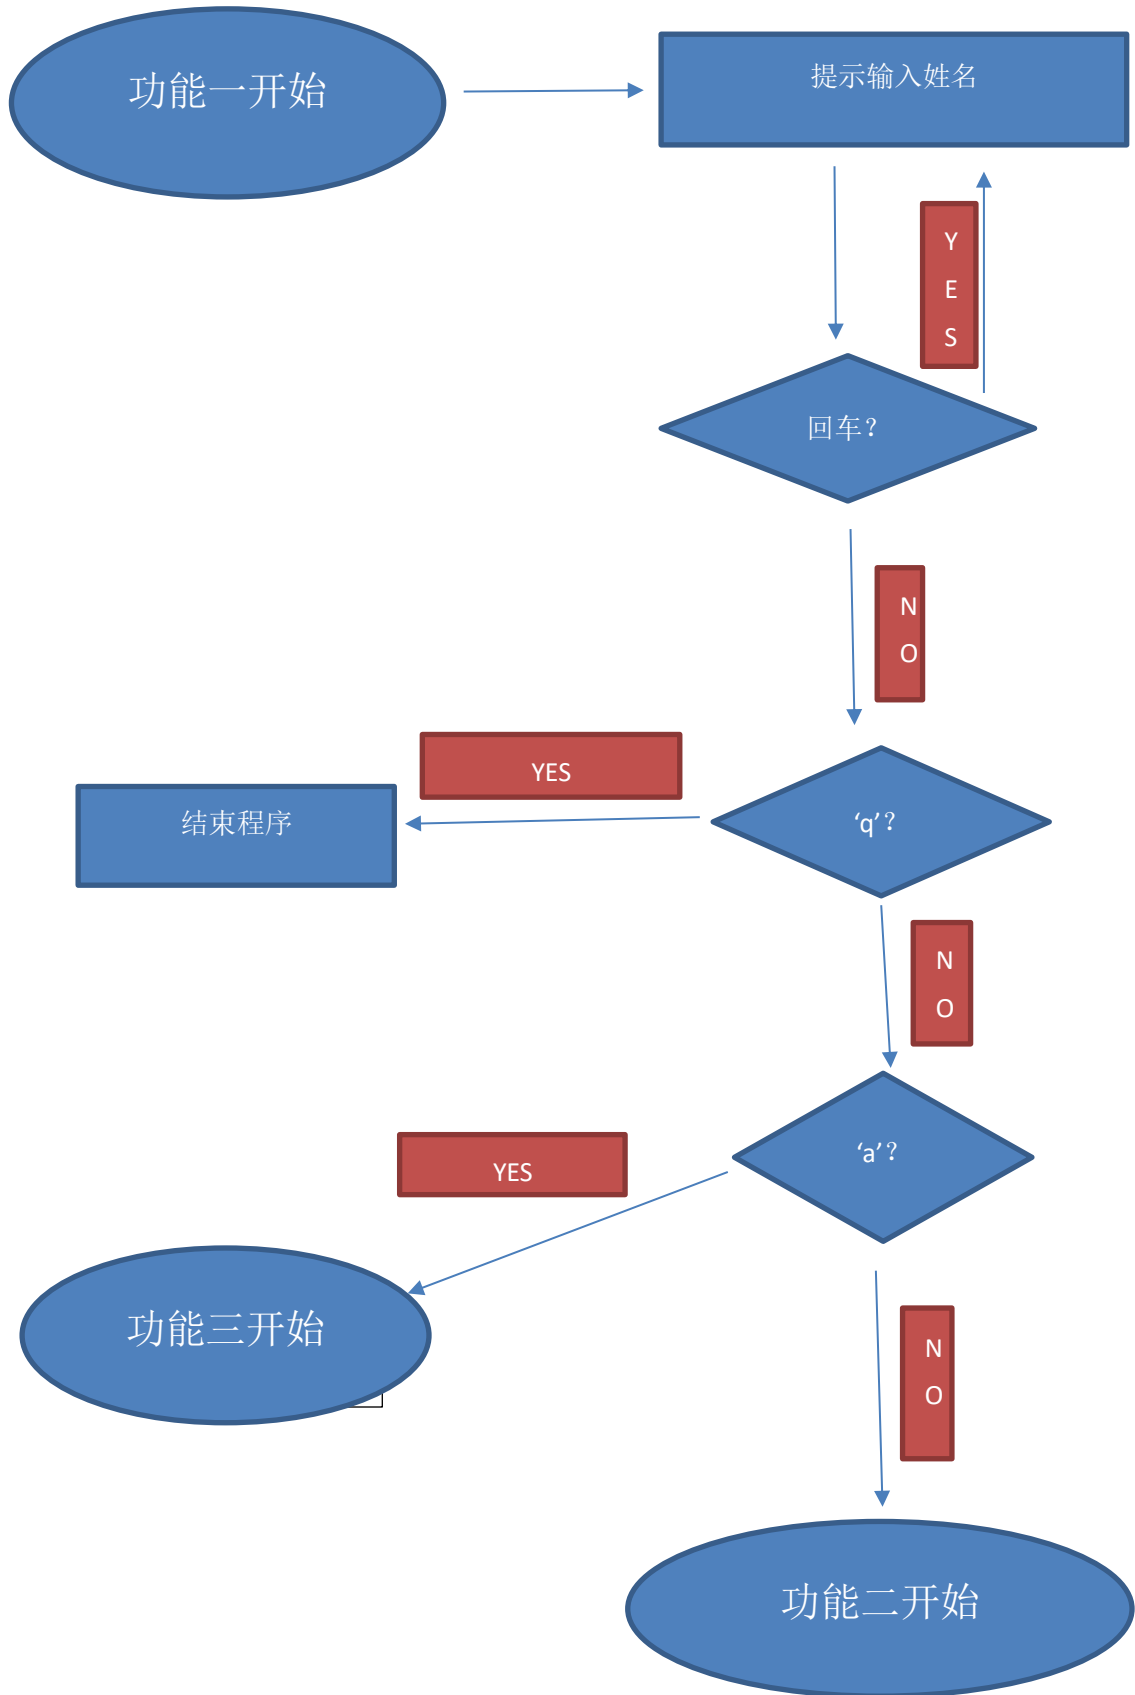 功能一开始
提示输入姓名
Y
E
S
回车？
N
O
YES
结束程序
‘q’？
N
O
‘a’？
YES
功能三开始
N
O
功能二开始